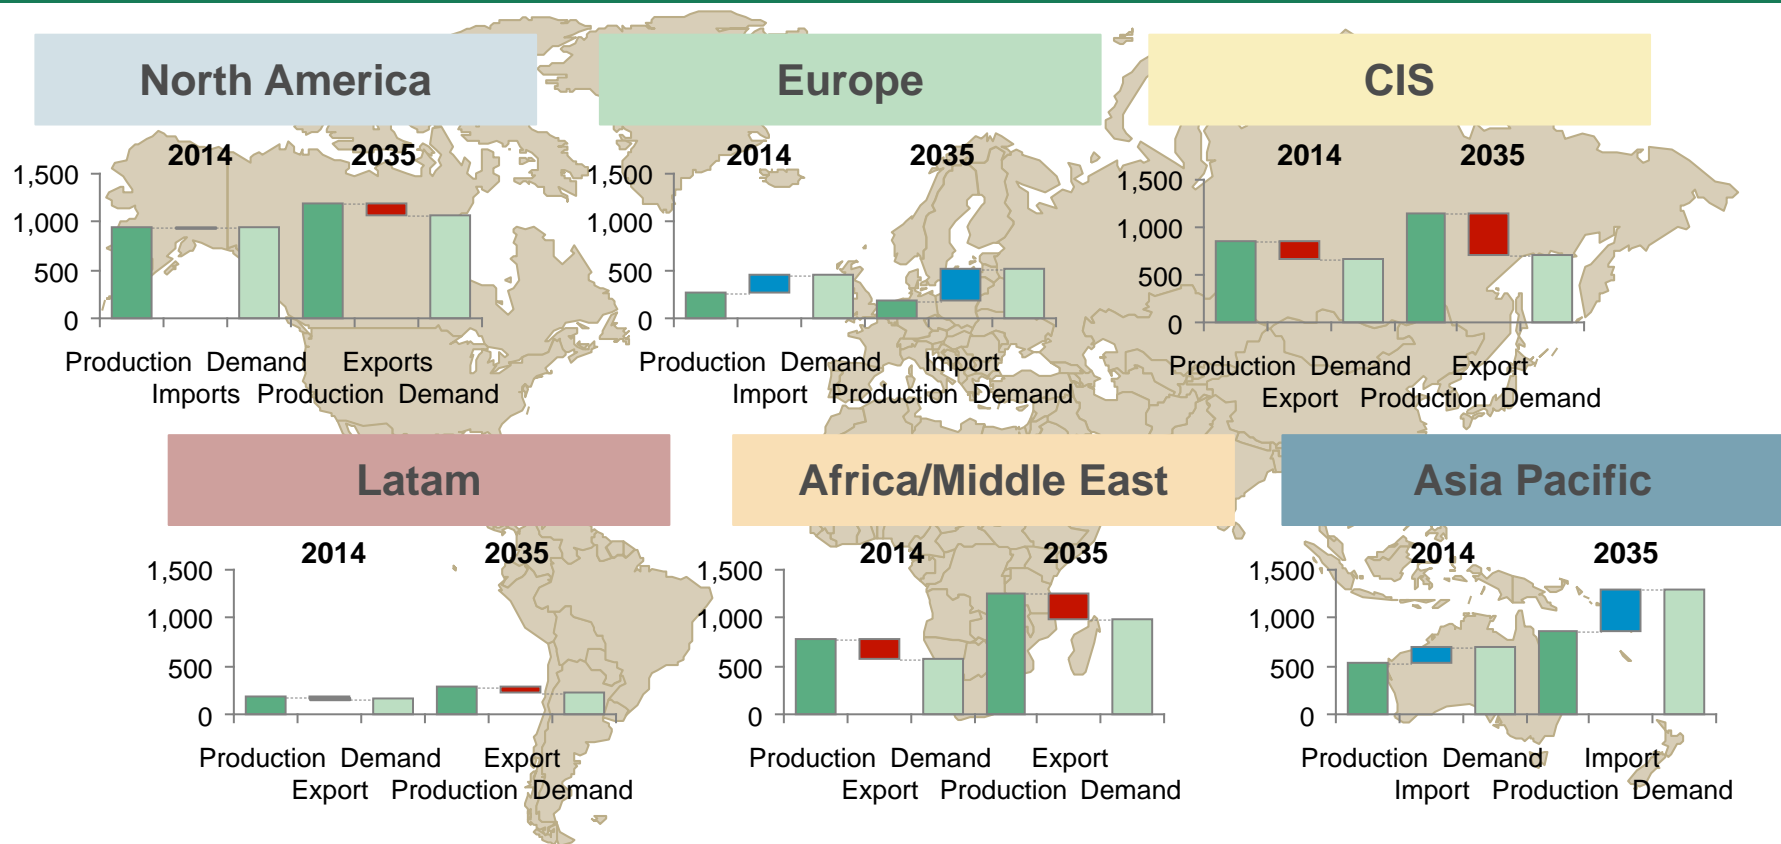 North America
2014 2035
1,500
1,000
500
0
Production Demand Exports
Imports Production Demand
Europe
2014 2035
1,500
1,000
500
0
Production Demand Import
Import Production Demand
CIS
2014 2035
1,500
1,000
500
0
Production Demand Export
Export Production Demand
Latam
2014 2035
1,500
1,000
500
0
Production Demand Export
Export Production Demand
Africa/Middle East
2014 2035
1,500
1,000
500
0
Production Demand Export
Export Production Demand
Asia Pacific
2014 2035
1,500
1,000
500
0
Production Demand Import
Import Production Demand